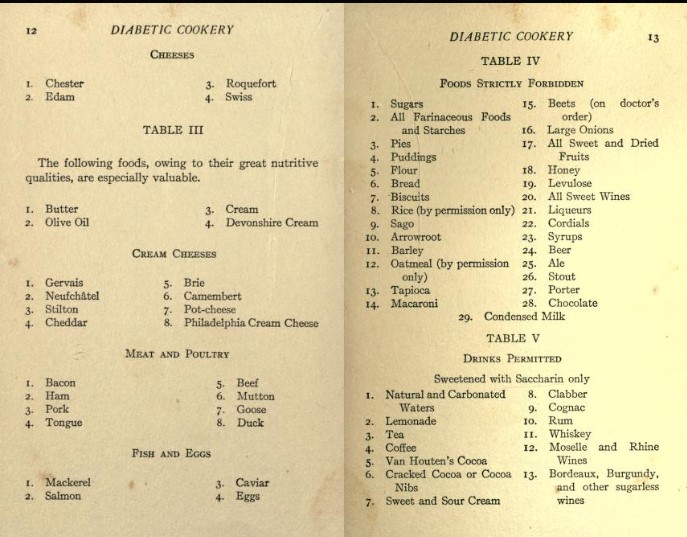 12
DIABETIC COOKERY
CHEESES
1. Chester
2. Edam
3. Roquefort
4. Swiss
TABLE III
The following foods, owing to their great nutritive
qualities, are especially valuable.
1. Butter
2. Olive Oil
3. Cream
4. Devonshire Cream
CREAM CHEESES
1. Gervais
2. Neufchâtel
3. Stilton
4. Cheddar
5. Brie
6. Camembert
7. Pot-cheese
8. Philadelphia Cream Cheese
MEAT AND POULTRY
1. Bacon
2. Ham
3. Pork
4. Tongue
5. Beef
6. Mutton
7. Goose
8. Duck
FISH AND EGGS
1. Mackerel
2. Salmon
3. Caviar
4. Eggs
DIABETIC COOKERY
13
TABLE IV
FOODS STRICTLY FORBIDDEN
1. Sugars
2. All Farinaceous Foods
and Starches
3. Pies
4. Puddings
5. Flour
6. Bread
7. Biscuits
8. Rice (by permission only)
9. Sago
10. Arrowroot
11. Barley
12. Oatmeal (by permission
only)
13. Tapioca
14. Macaroni
15. Beets (on doctor's
order)
16. Large Onions
17. All Sweet and Dried
Fruits
18. Honey
19. Levulose
20. All Sweet Wines
21. Liqueurs
22. Cordials
23. Syrups
24. Beer
25. Ale
26. Stout
27. Porter
28. Chocolate
29. Condensed Milk
TABLE V
DRINKS PERMITTED
Sweetened with Saccharin only
1. Natural and Carbonated
Waters
2. Lemonade
3. Tea
4. Coffee
5. Van Houten's Cocoa
6. Cracked Cocoa or Cocoa
Nibs
7. Sweet and Sour Cream
8. Clabber
9. Cognac
10. Rum
11. Whiskey
12. Moselle and Rhine
Wines
13. Bordeaux, Burgundy,
and other sugarless
wines